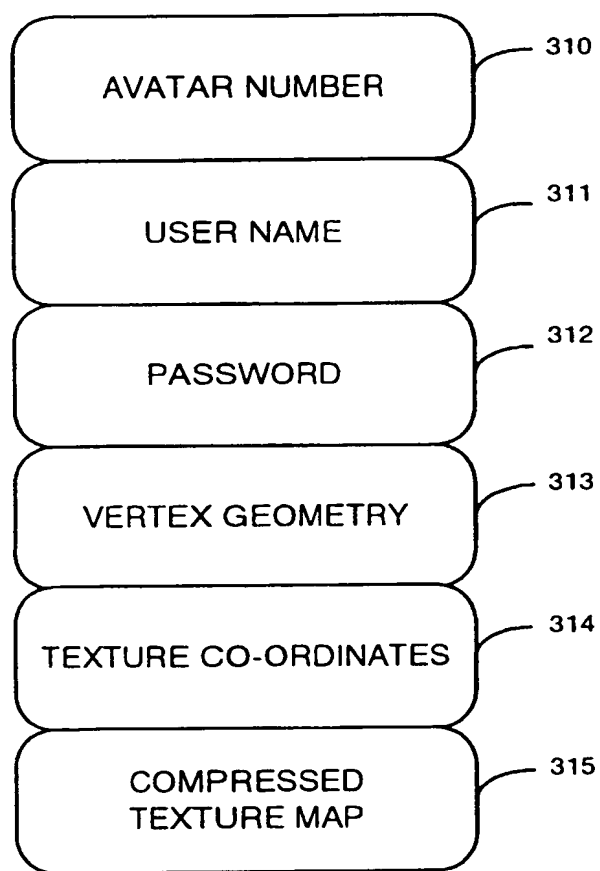 AVATAR NUMBER
310
USER NAME
311
PASSWORD
312
VERTEX GEOMETRY
313
TEXTURE CO-ORDINATES
314
COMPRESSED
TEXTURE MAP
315